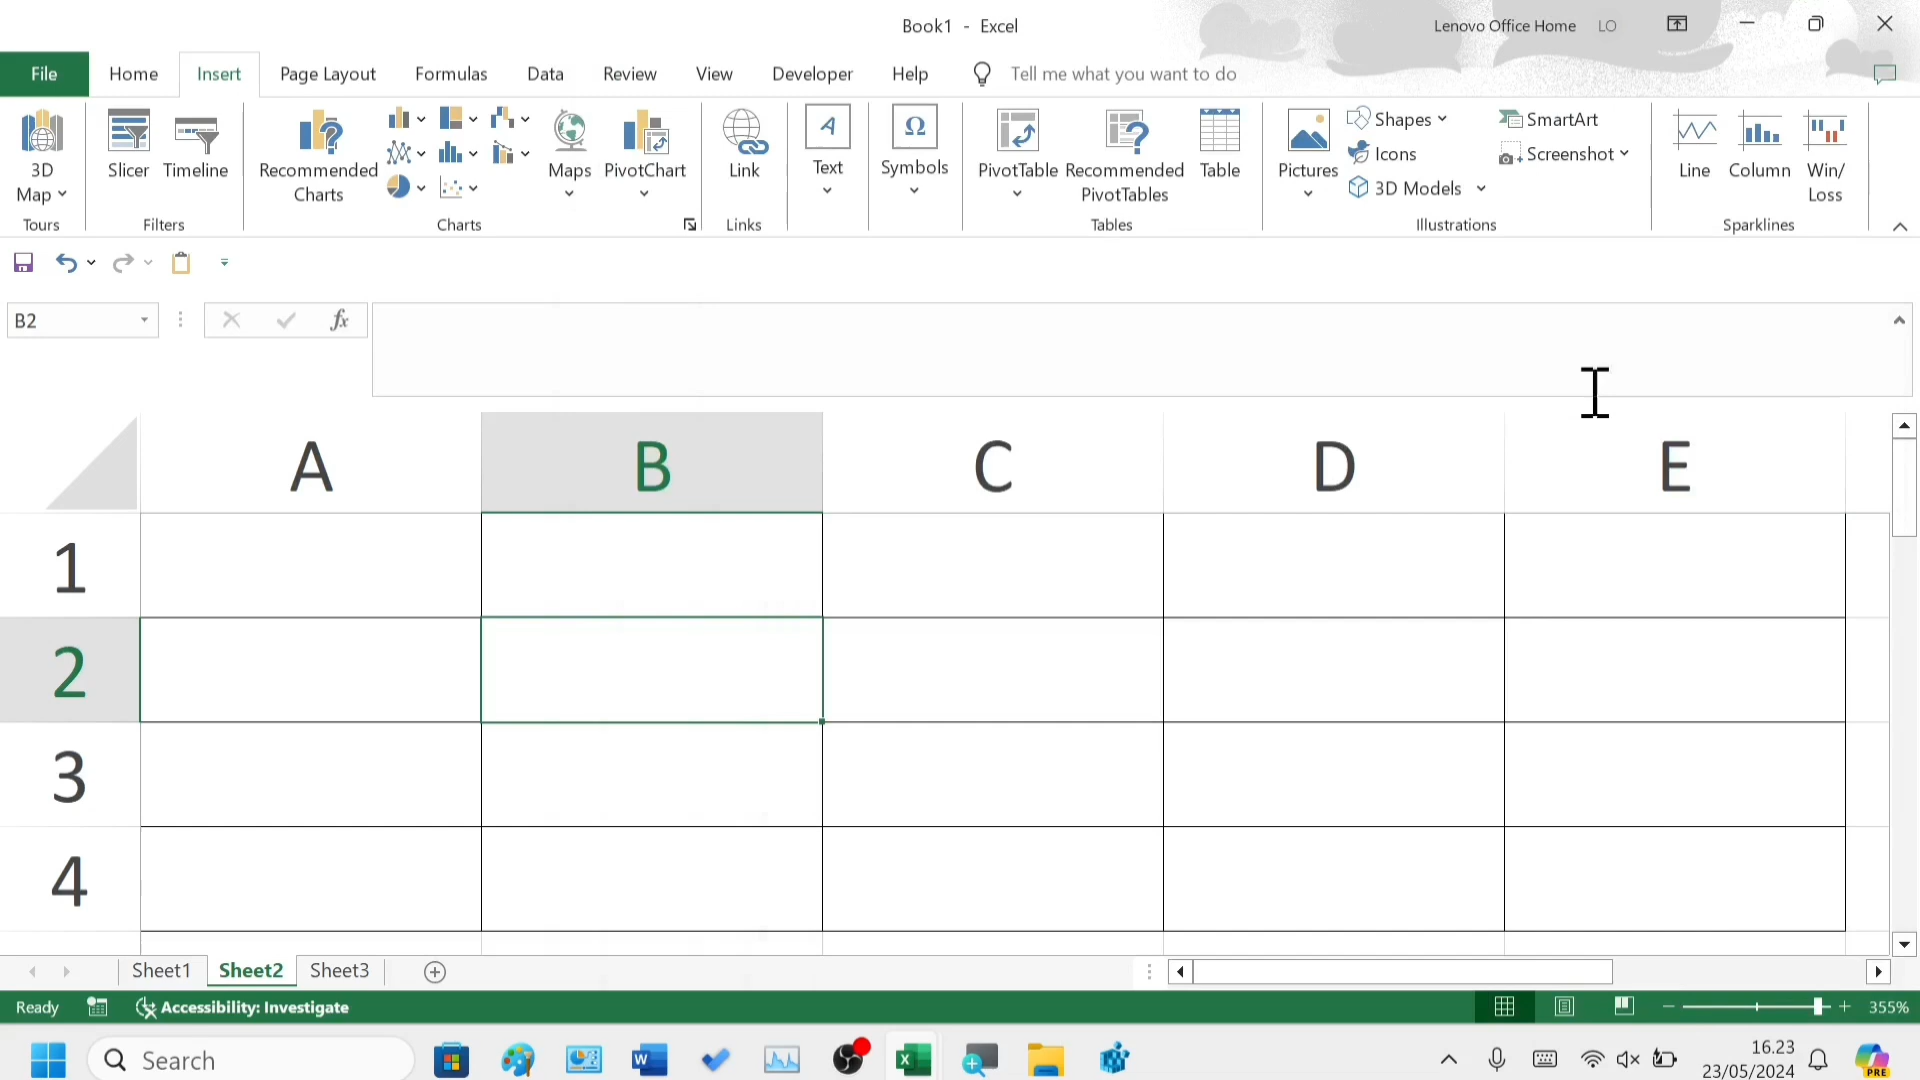 Book1 - Excel
Lenovo Office Home LO
File Home Insert Page Layout Formulas Data Review View Developer Help Tell me what you want to do
3D
Map
Tours
Slicer Timeline
Filters
Recommended
Charts
Maps PivotChart
Charts
Link
Links
A
Text
Ω
Symbols
PivotTable Recommended
PivotTables
Table
Tables
Pictures
Shapes
Icons
3D Models
SmartArt
Screenshot
Illustrations
Line Column Win/
Loss
Sparklines
B2
fx
A B C D E
1
2
3
4
Sheet1 Sheet2 Sheet3
Ready Accessibility: Investigate 355%
Search 16.23
23/05/2024
PRE